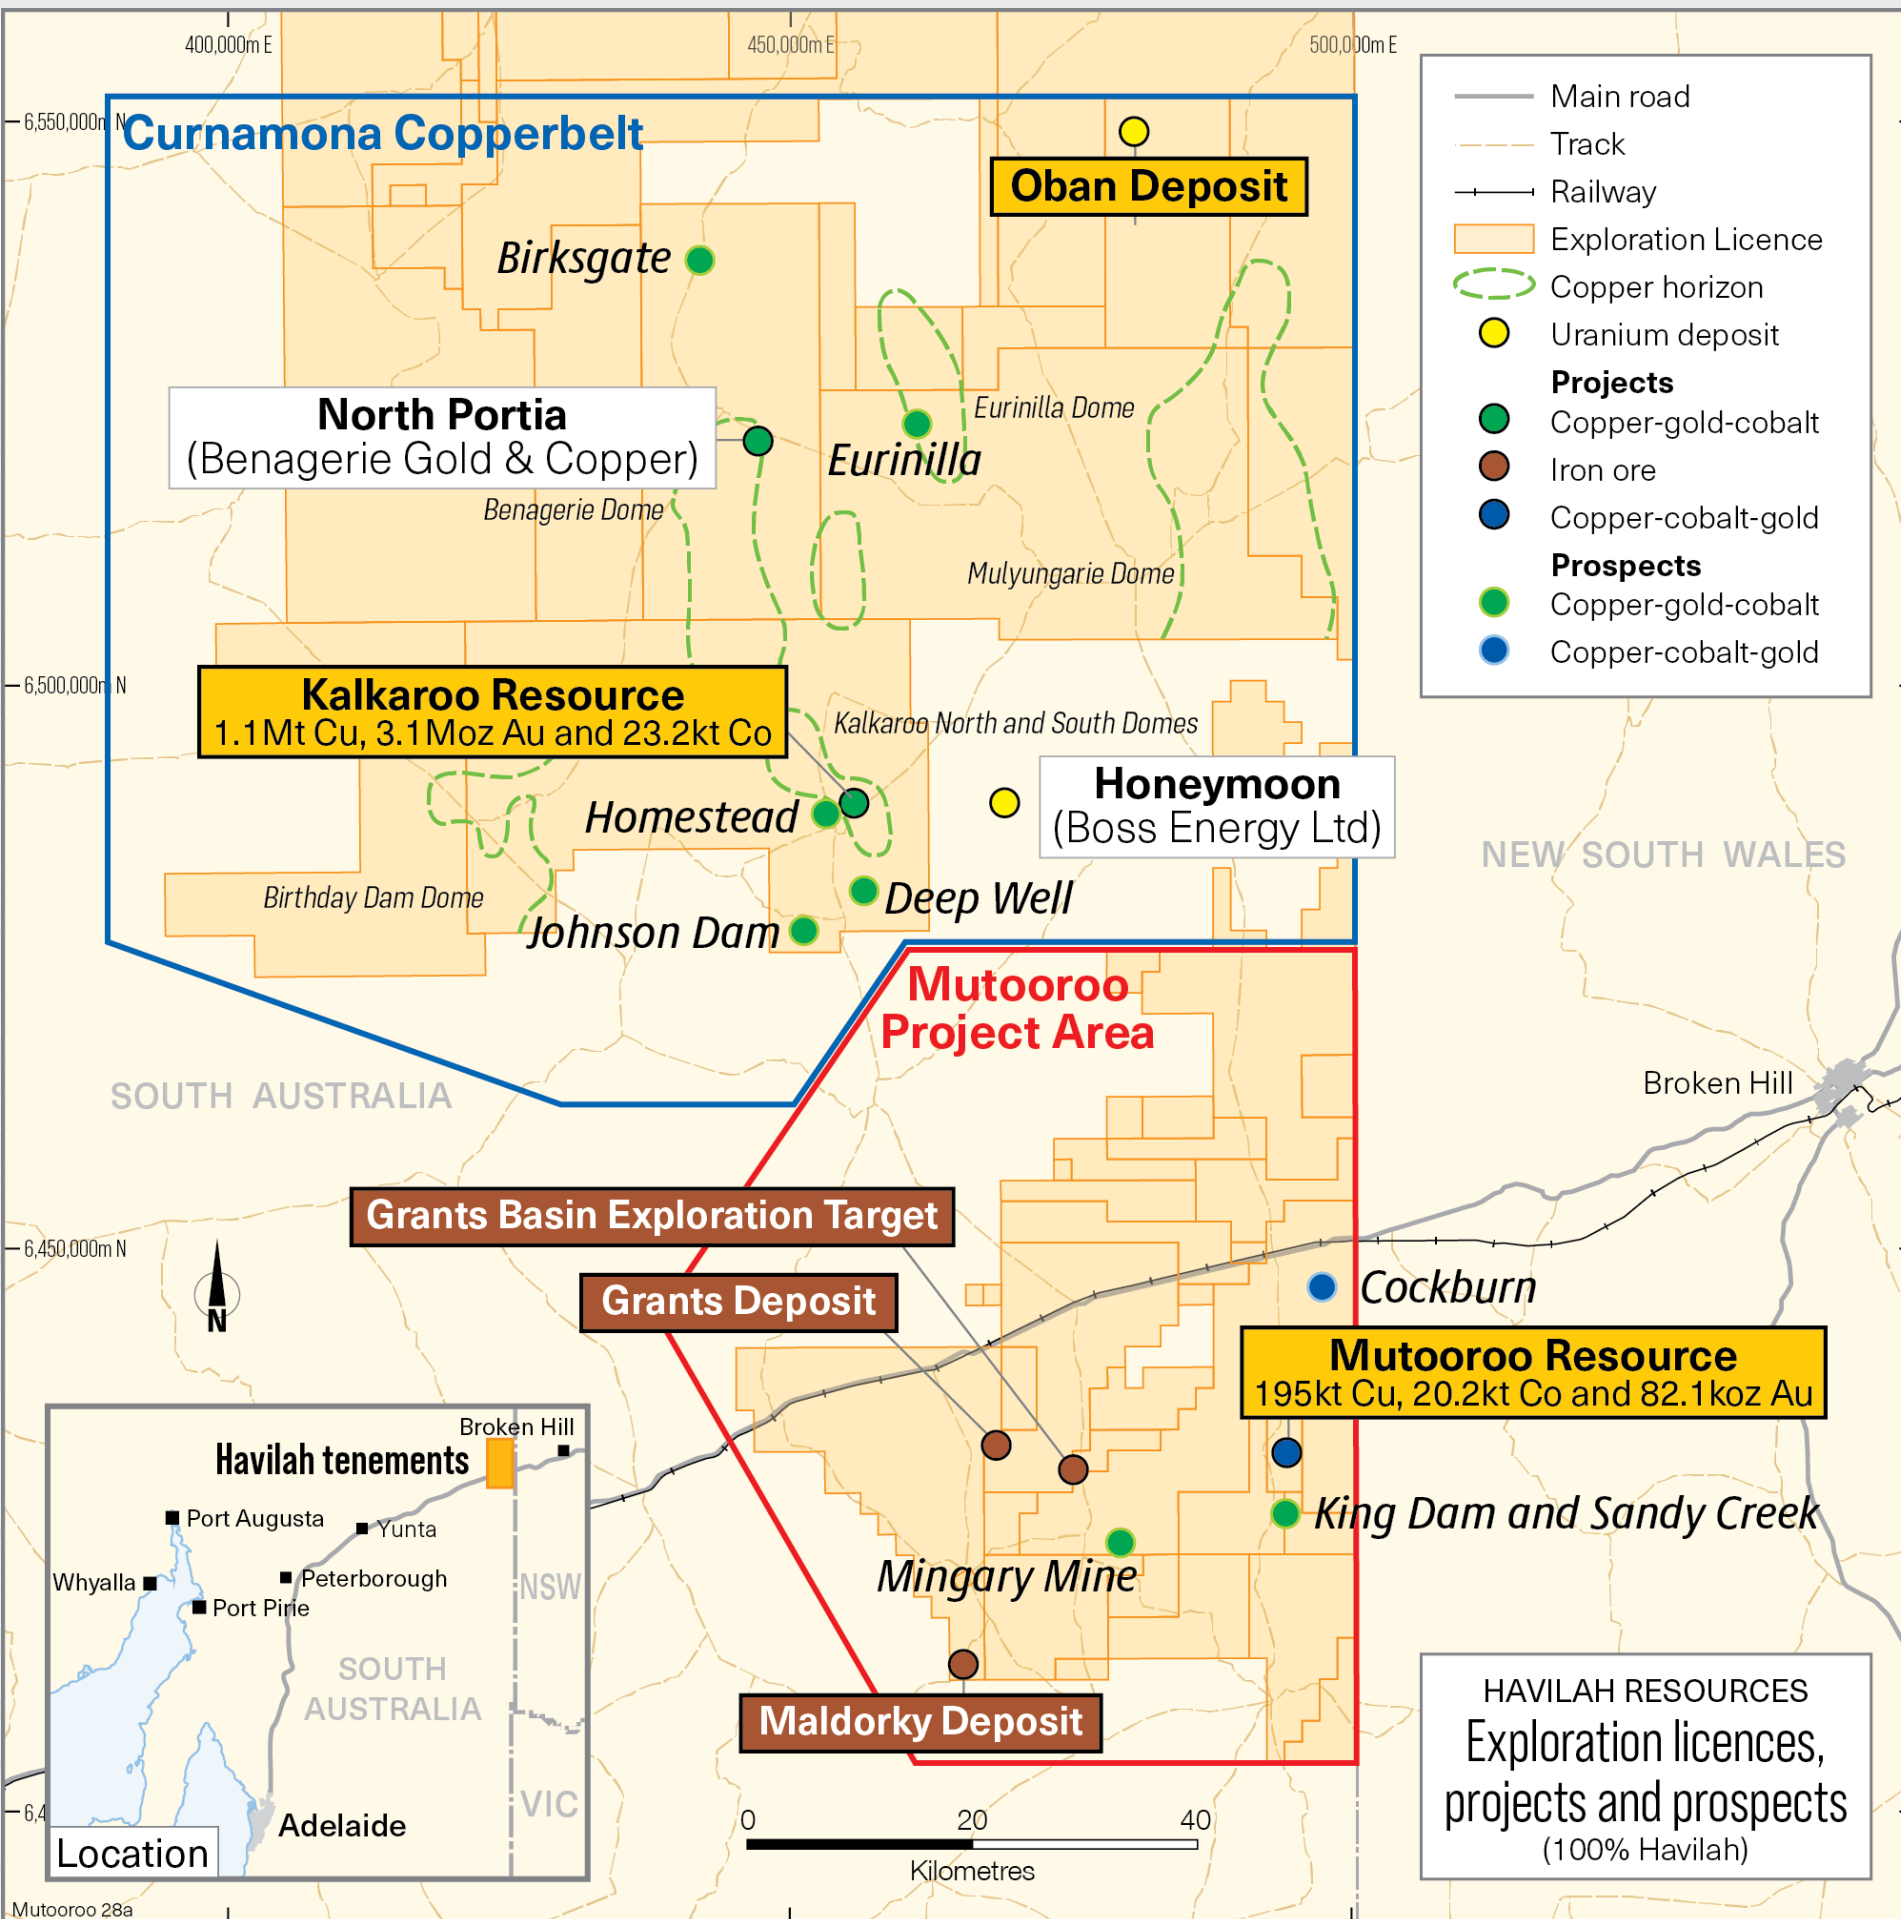 400,000m E
450,000m E
500,000m E
6,550,000m N
Curnamona Copperbelt
Oban Deposit
Birksgate
North Portia
(Benagerie Gold & Copper)
Eurinilla Dome
Eurinilla
Benagerie Dome
Mulyungarie Dome
6,500,000m N
Kalkaroo Resource
1.1Mt Cu, 3.1Moz Au and 23.2kt Co
Kalkaroo North and South Domes
Honeymoon
(Boss Energy Ltd)
Homestead
Birthday Dam Dome
Deep Well
Johnson Dam
Main road
Track
Railway
Exploration Licence
Copper horizon
Uranium deposit
Projects
Copper-gold-cobalt
Iron ore
Copper-cobalt-gold
Prospects
Copper-gold-cobalt
Copper-cobalt-gold
NEW SOUTH WALES
Mutooroo
Project Area
SOUTH AUSTRALIA
Broken Hill
Grants Basin Exploration Target
6,450,000m N
Grants Deposit
N
Cockburn
Mutooroo Resource
195kt Cu, 20.2kt Co and 82.1koz Au
King Dam and Sandy Creek
Mingary Mine
Maldorky Deposit
Broken Hill
Havilah tenements
Port Augusta
Yunta
Whyalla
Peterborough
Port Pirie
NSW
SOUTH
AUSTRALIA
VIC
Adelaide
Location
6,4
0 20 40
Kilometres
HAVILAH RESOURCES
Exploration licences,
projects and prospects
(100% Havilah)
Mutooroo 28a